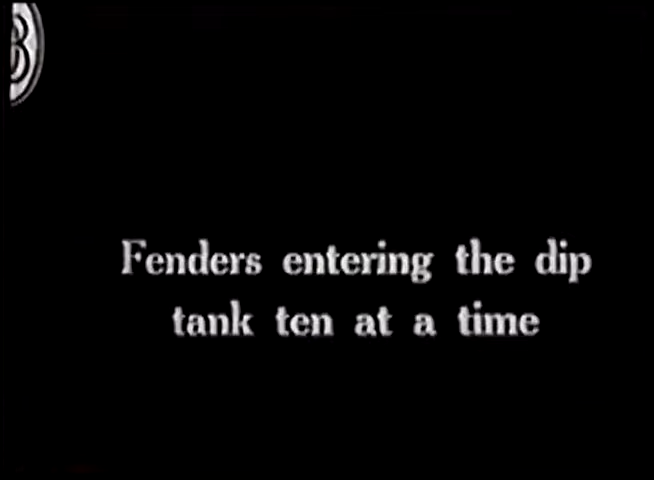 Fenders entering the dip
tank ten at a time